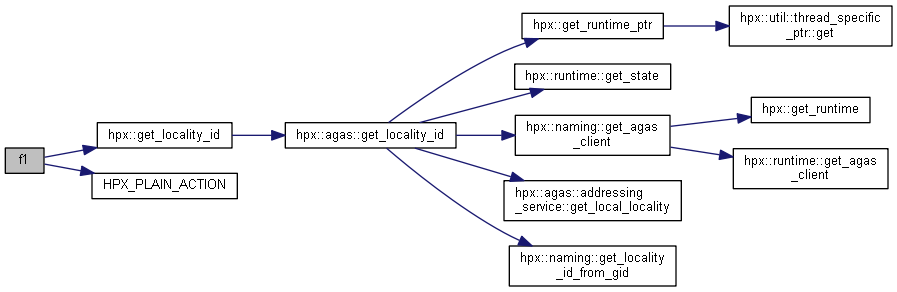 f1
hpx::get_locality_id
HPX_PLAIN_ACTION
hpx::agas::get_locality_id
hpx::get_runtime_ptr
hpx::runtime::get_state
hpx::naming::get_agas
_client
hpx::agas::addressing
_service::get_local_locality
hpx::naming::get_locality
_id_from_gid
hpx::util::thread_specific
_ptr::get
hpx::get_runtime
hpx::runtime::get_agas
_client